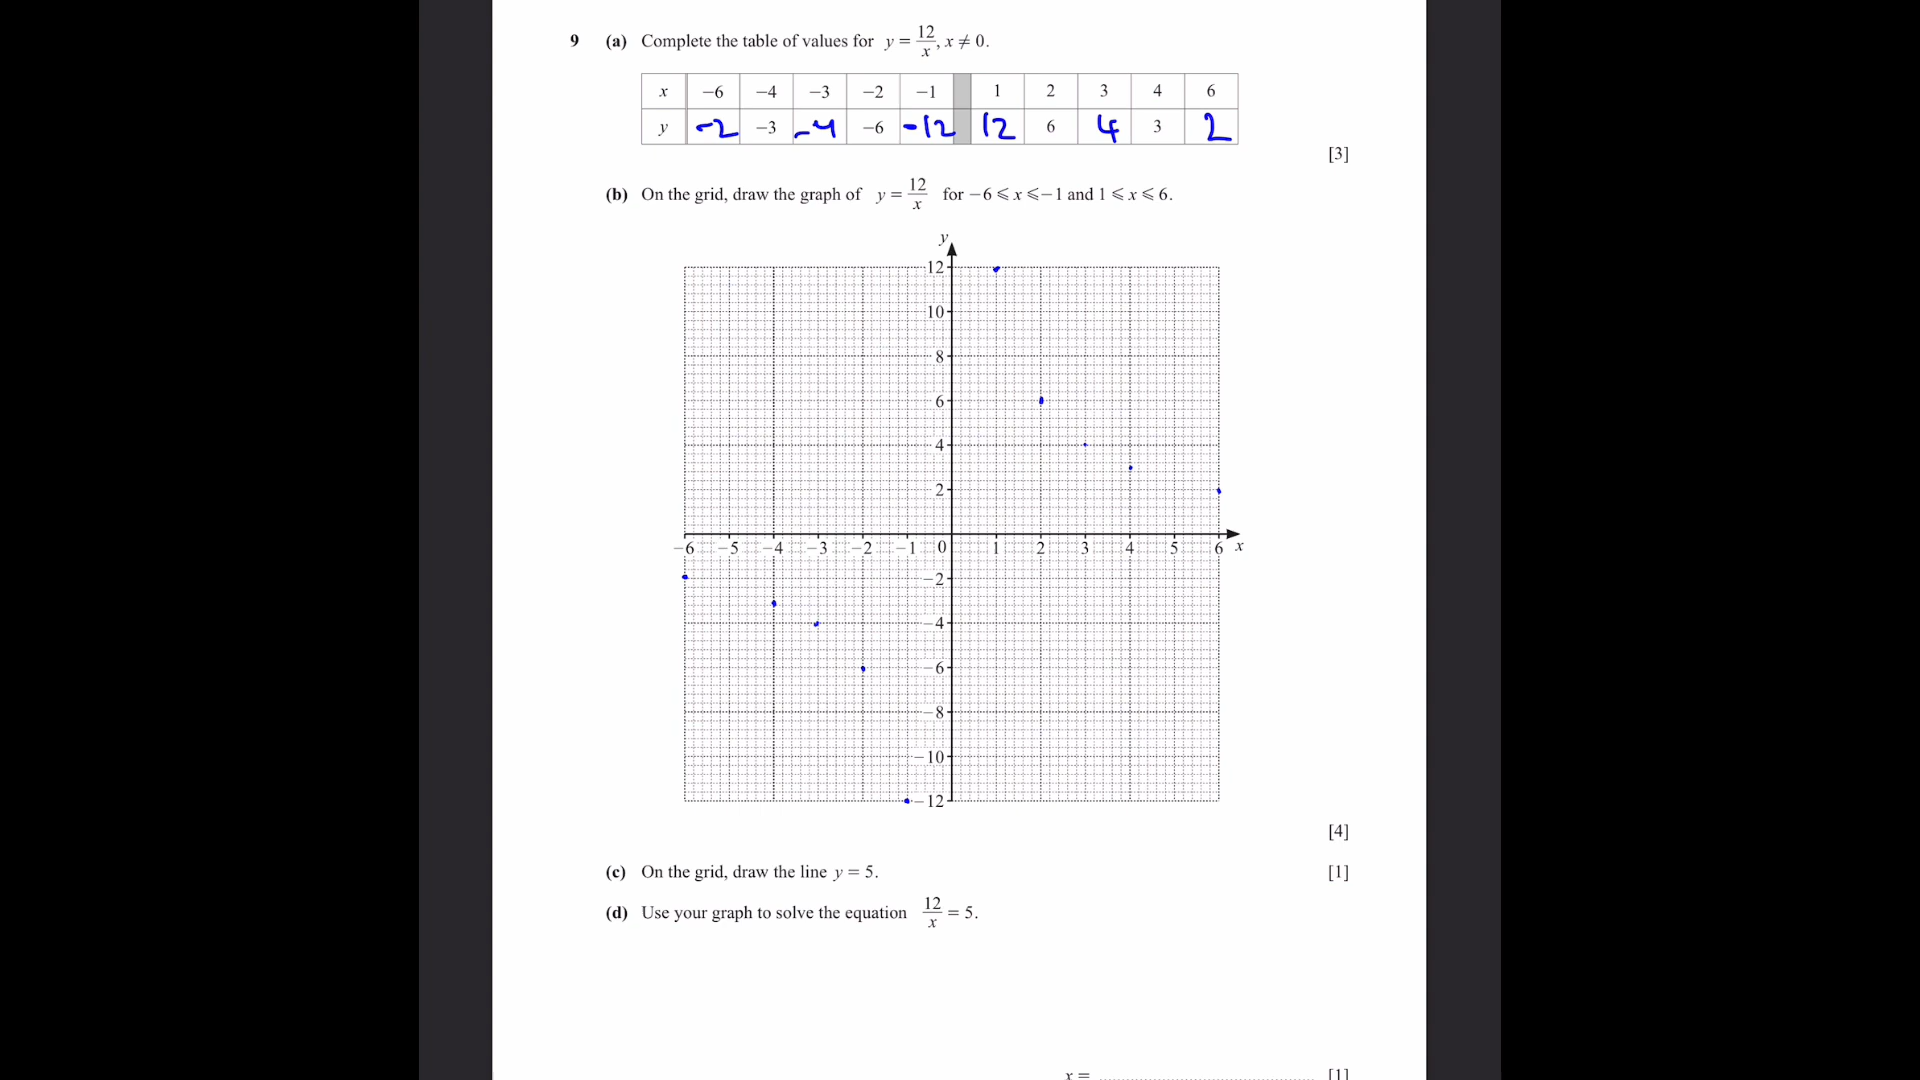 9 (a) Complete the table of values for y = 12/x, x ≠ 0.
x −6 −4 −3 −2 −1 1 2 3 4 6
y -2 −3 -4 −6 -12 12 6 4 3 2
[3]
(b) On the grid, draw the graph of y = 12/x for −6 ⩽ x ⩽ −1 and 1 ⩽ x ⩽ 6.
y
12
10
8
6
4
2
−6 −5 −4 −3 −2 −1 0 1 2 3 4 5 6 x
−2
−4
−6
−8
−10
−12
[4]
(c) On the grid, draw the line y = 5. [1]
(d) Use your graph to solve the equation 12/x = 5.
x = ................................................ [1]